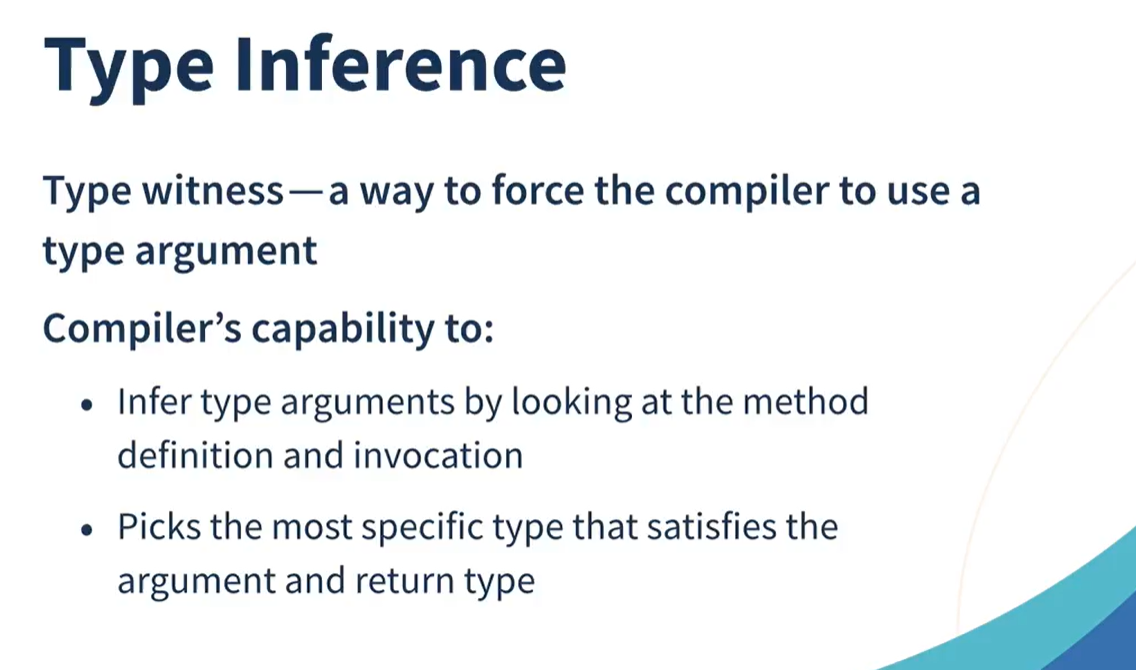 Type Inference
Type witness—a way to force the compiler to use a
type argument
Compiler’s capability to:
• Infer type arguments by looking at the method
definition and invocation
• Picks the most specific type that satisfies the
argument and return type